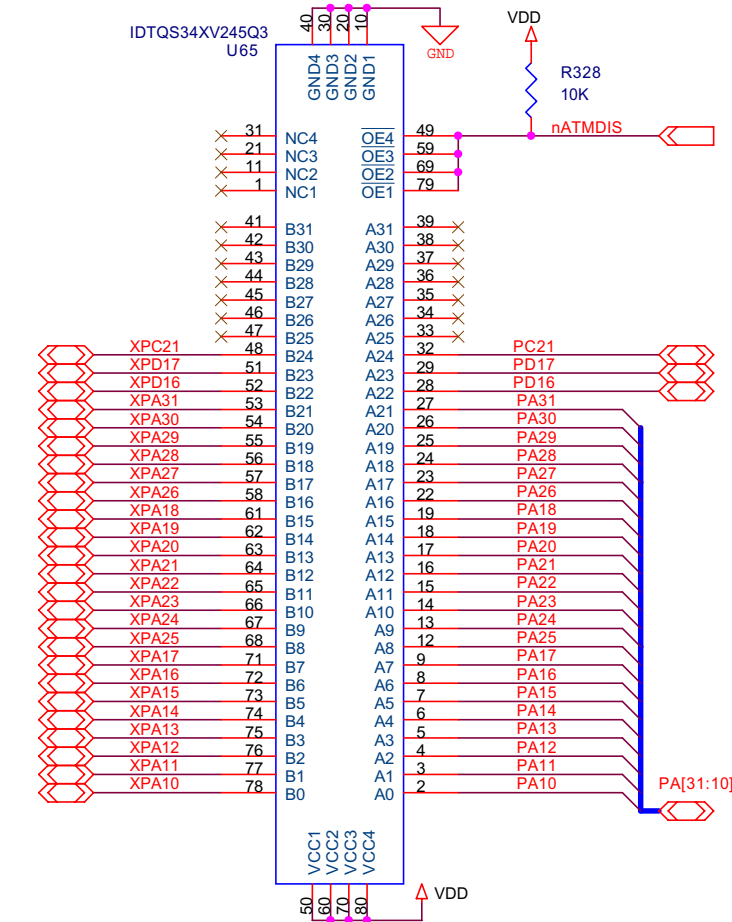 IDTQS34XV245Q3
U65
40 30 20 10
GND4 GND3 GND2 GND1
GND
VDD
R328
10K
nATMDIS
31 NC4 OE4 49
21 NC3 OE3 59
11 NC2 OE2 69
1 NC1 OE1 79
41 B31 A31 39
42 B30 A30 38
43 B29 A29 37
44 B28 A28 36
45 B27 A27 35
46 B26 A26 34
47 B25 A25 33
XPC21 48 B24 A24 32 PC21
XPD17 51 B23 A23 29 PD17
XPD16 52 B22 A22 28 PD16
XPA31 53 B21 A21 27 PA31
XPA30 54 B20 A20 26 PA30
XPA29 55 B19 A19 25 PA29
XPA28 56 B18 A18 24 PA28
XPA27 57 B17 A17 23 PA27
XPA26 58 B16 A16 22 PA26
XPA18 61 B15 A15 19 PA18
XPA19 62 B14 A14 18 PA19
XPA20 63 B13 A13 17 PA20
XPA21 64 B12 A12 16 PA21
XPA22 65 B11 A11 15 PA22
XPA23 66 B10 A10 14 PA23
XPA24 67 B9 A9 13 PA24
XPA25 68 B8 A8 12 PA25
XPA17 71 B7 A7 9 PA17
XPA16 72 B6 A6 8 PA16
XPA15 73 B5 A5 7 PA15
XPA14 74 B4 A4 6 PA14
XPA13 75 B3 A3 5 PA13
XPA12 76 B2 A2 4 PA12
XPA11 77 B1 A1 3 PA11
XPA10 78 B0 A0 2 PA10
PA[31:10]
VCC1 VCC2 VCC3 VCC4
50 60 70 80
VDD